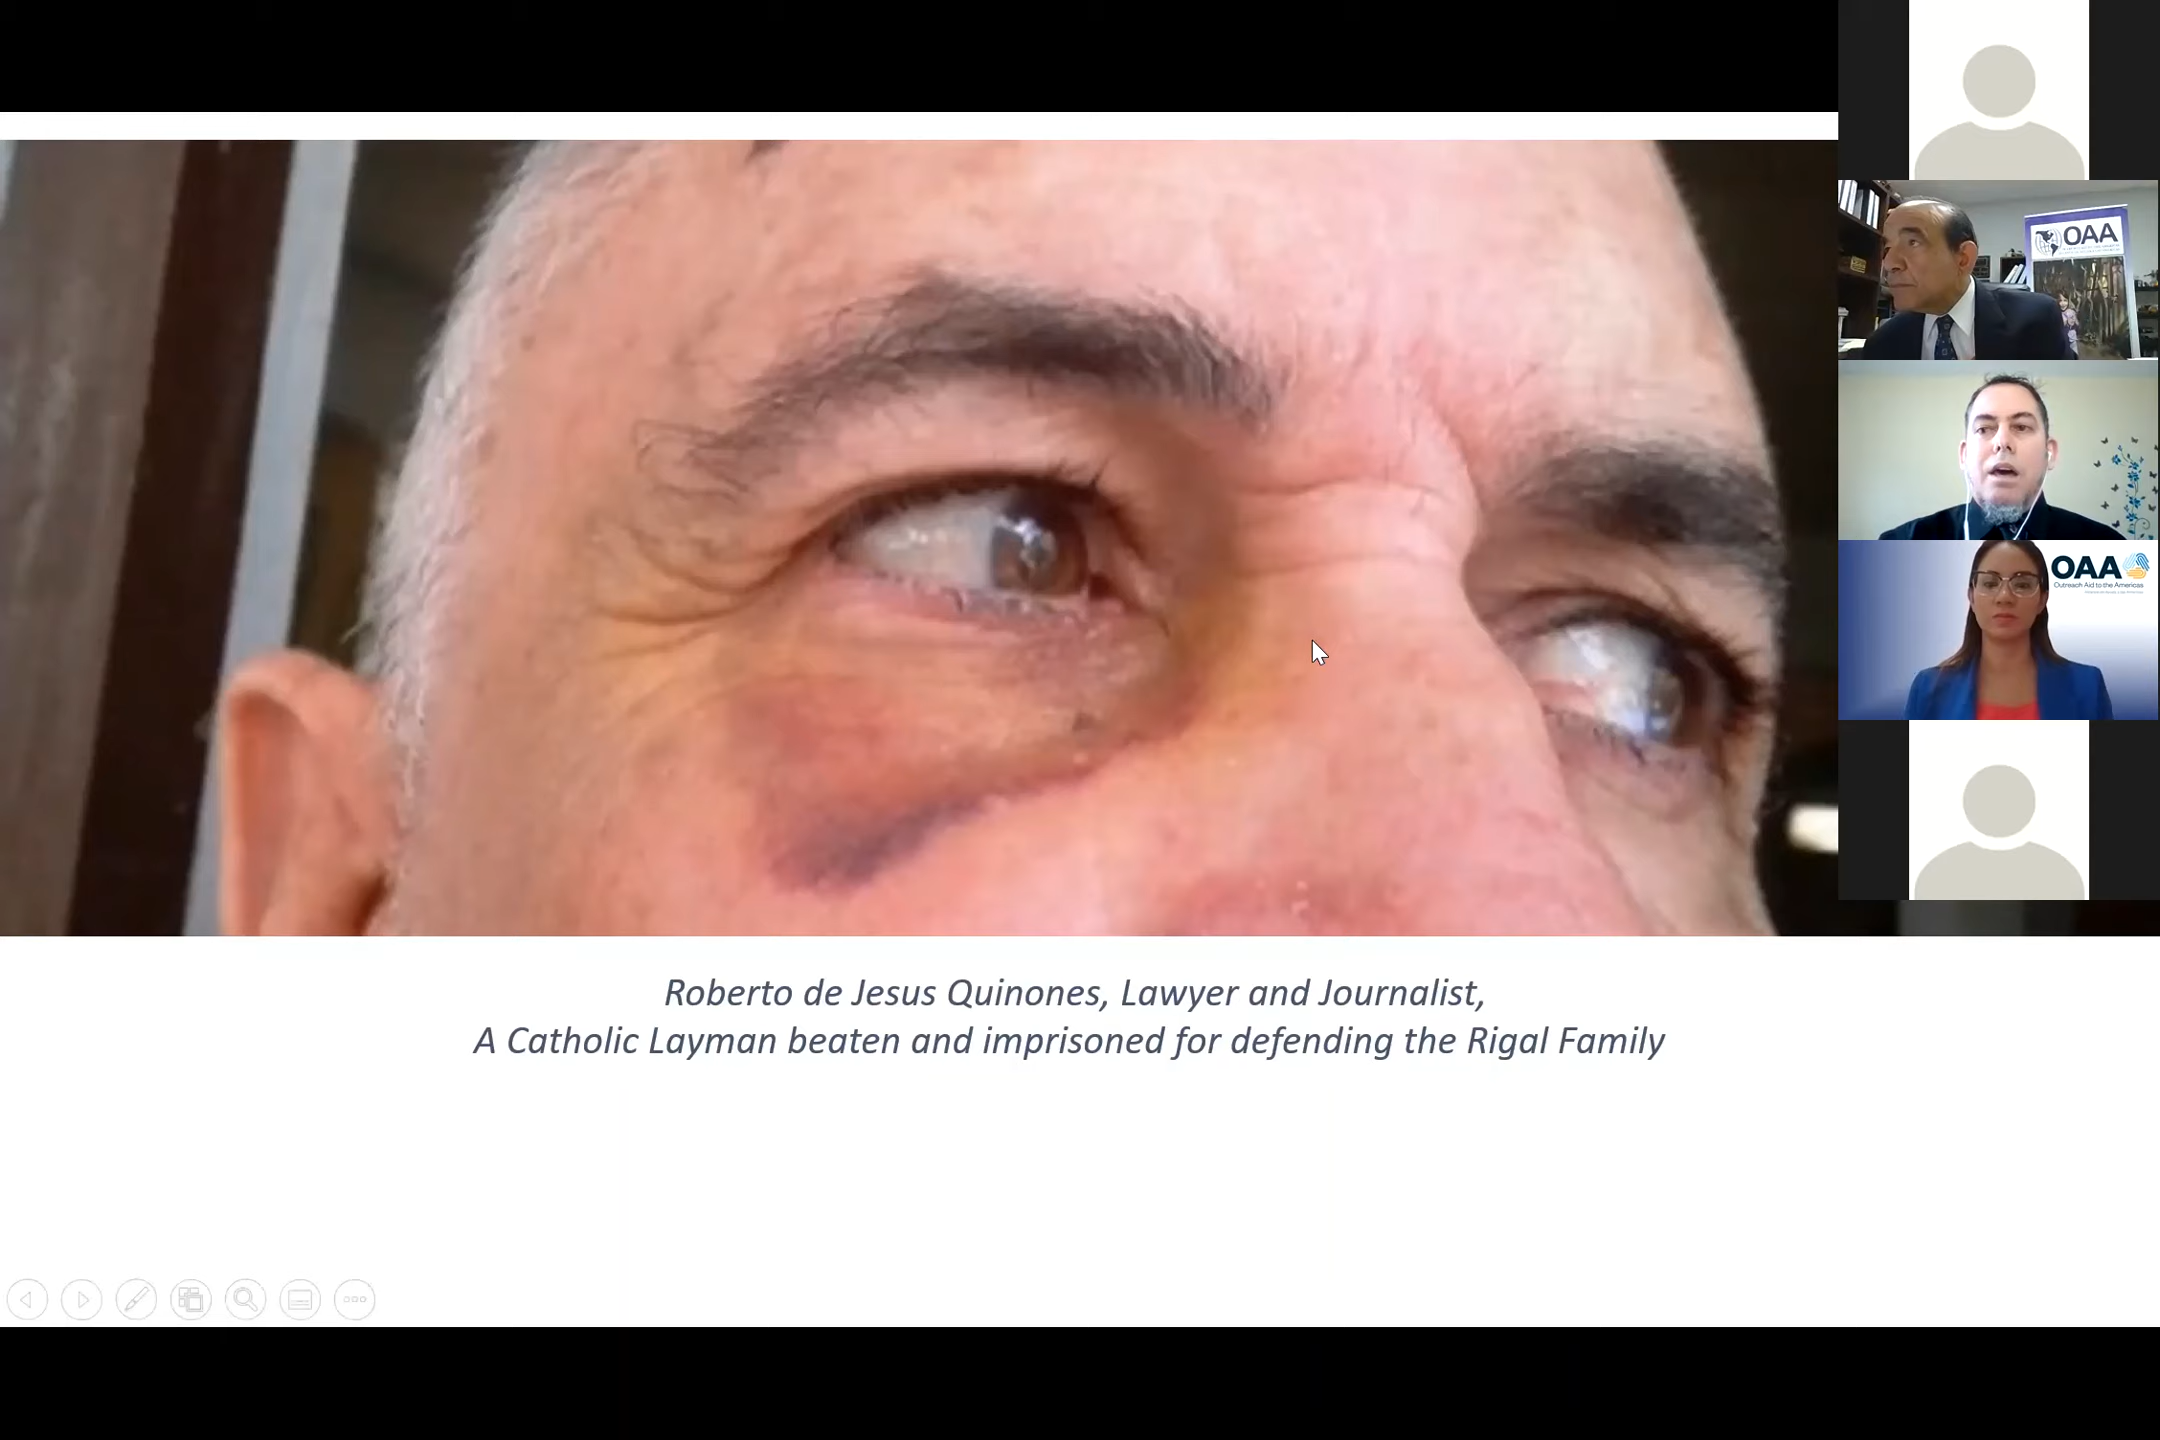 OAA
OAA
Outreach Aid to the Americas
Roberto de Jesus Quinones, Lawyer and Journalist,
A Catholic Layman beaten and imprisoned for defending the Rigal Family